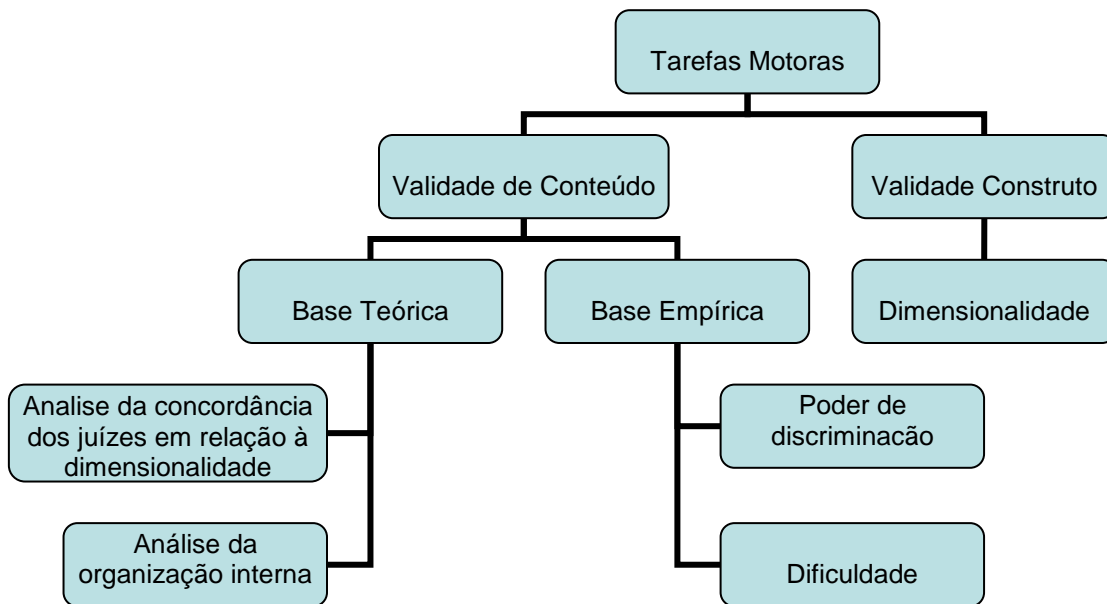 Tarefas Motoras
Validade de Conteúdo
Validade Construto
Base Teórica
Base Empírica
Dimensionalidade
Analise da concordância
dos juízes em relação à
dimensionalidade
Poder de
discriminacão
Análise da
organização interna
Dificuldade